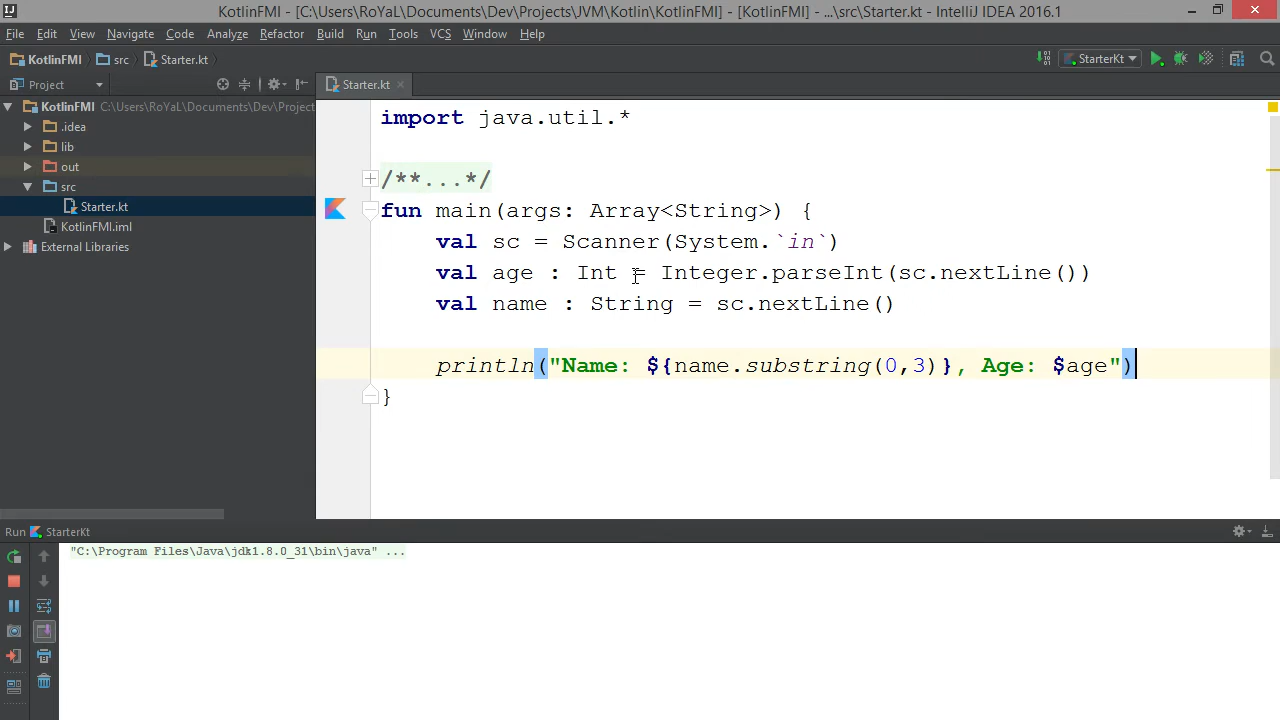 KotlinFMI - [C:\Users\RoYaL\Documents\Dev\Projects\JVM\Kotlin\KotlinFMI] - [KotlinFMI] - ...\src\Starter.kt - IntelliJ IDEA 2016.1
File Edit View Navigate Code Analyze Refactor Build Run Tools VCS Window Help
KotlinFMI src Starter.kt StarterKt
Project Starter.kt
KotlinFMI C:\Users\RoYaL\Documents\Dev\Project
.idea
lib
out
src
Starter.kt
KotlinFMI.iml
External Libraries
import java.util.*
/**...*/
fun main(args: Array<String>) {
val sc = Scanner(System.`in`)
val age : Int = Integer.parseInt(sc.nextLine())
val name : String = sc.nextLine()
println("Name: ${name.substring(0,3)}, Age: $age")
}
Run StarterKt
"C:\Program Files\Java\jdk1.8.0_31\bin\java" ...